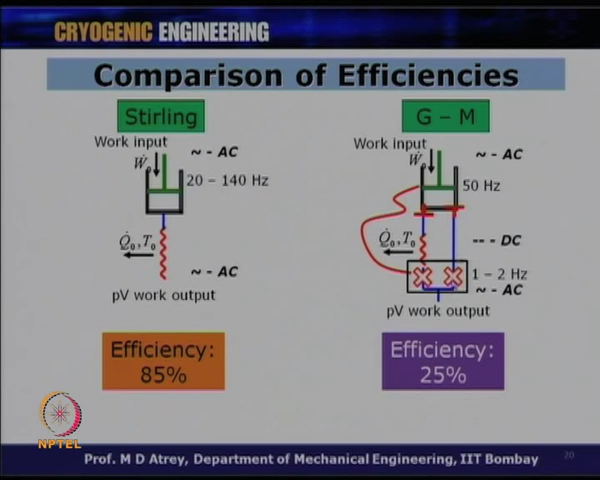 CRYOGENIC ENGINEERING
Comparison of Efficiencies
Stirling
Work input
~ - AC
Ẇ₀
20 – 140 Hz
Q̇₀, T₀
~ - AC
pV work output
Efficiency:
85%
G – M
Work input
~ - AC
Ẇ₀
50 Hz
Q̇₀, T₀
-- - DC
1 – 2 Hz
~ - AC
pV work output
Efficiency:
25%
NPTEL
Prof. M D Atrey, Department of Mechanical Engineering, IIT Bombay
20